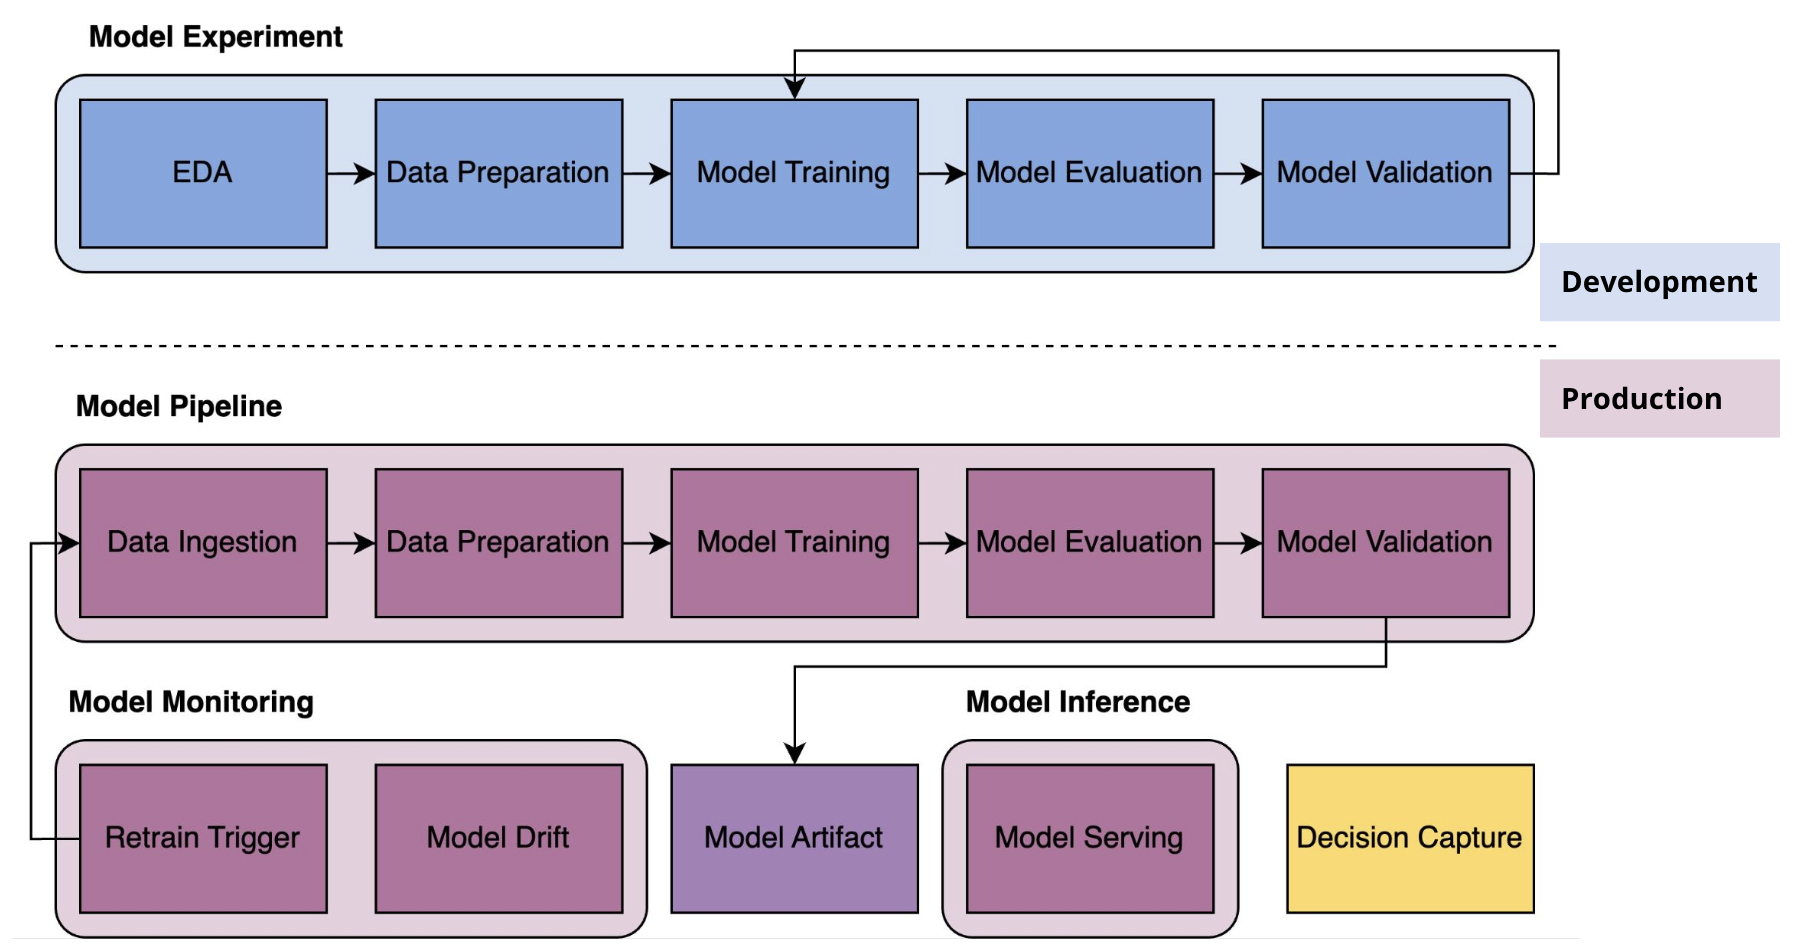 Model Experiment
EDA
Data Preparation
Model Training
Model Evaluation
Model Validation
Development
Production
Model Pipeline
Data Ingestion
Data Preparation
Model Training
Model Evaluation
Model Validation
Model Monitoring
Model Inference
Retrain Trigger
Model Drift
Model Artifact
Model Serving
Decision Capture